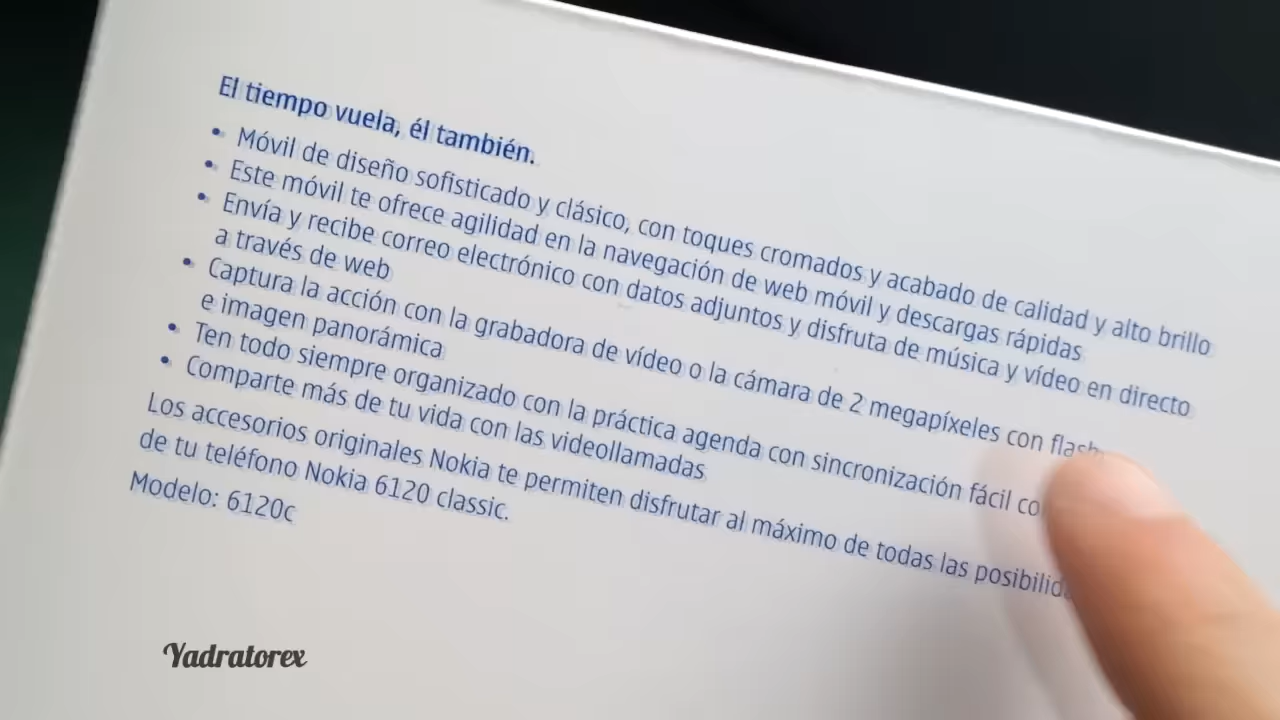 El tiempo vuela, él también.
• Móvil de diseño sofisticado y clásico, con toques cromados y acabado de calidad y alto brillo
• Este móvil te ofrece agilidad en la navegación de web móvil y descargas rápidas
• Envía y recibe correo electrónico con datos adjuntos y disfruta de música y vídeo en directo
a través de web
• Captura la acción con la grabadora de vídeo o la cámara de 2 megapíxeles con flash
e imagen panorámica
• Ten todo siempre organizado con la práctica agenda con sincronización fácil
• Comparte más de tu vida con las videollamadas
Los accesorios originales Nokia te permiten disfrutar al máximo de todas las
de tu teléfono Nokia 6120 classic.
Modelo: 6120c
Yadratorex